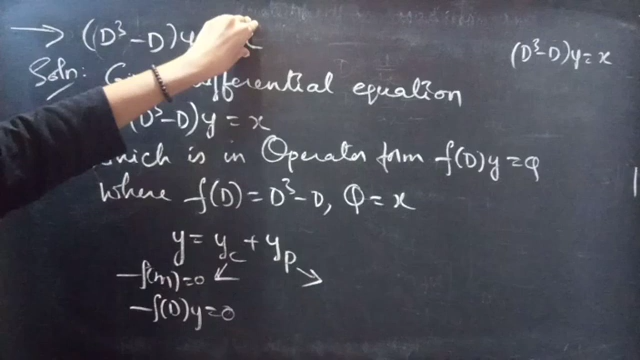 → (D³-D)y x
(D³-D)y = x
Soln: differential equation
(D³-D)y = x
which is in Operator form f(D)y = Q
where f(D) = D³-D, Q = x
y = y_c + y_p
f(m)=0
f(D)y=0